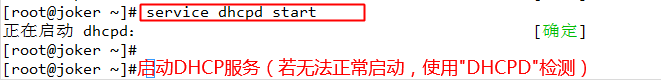 [root@joker ~]# service dhcpd start
正在启动 dhcpd： [确定]
[root@joker ~]#
[root@joker ~]#启动DHCP服务（若无法正常启动，使用"DHCPD"检测）